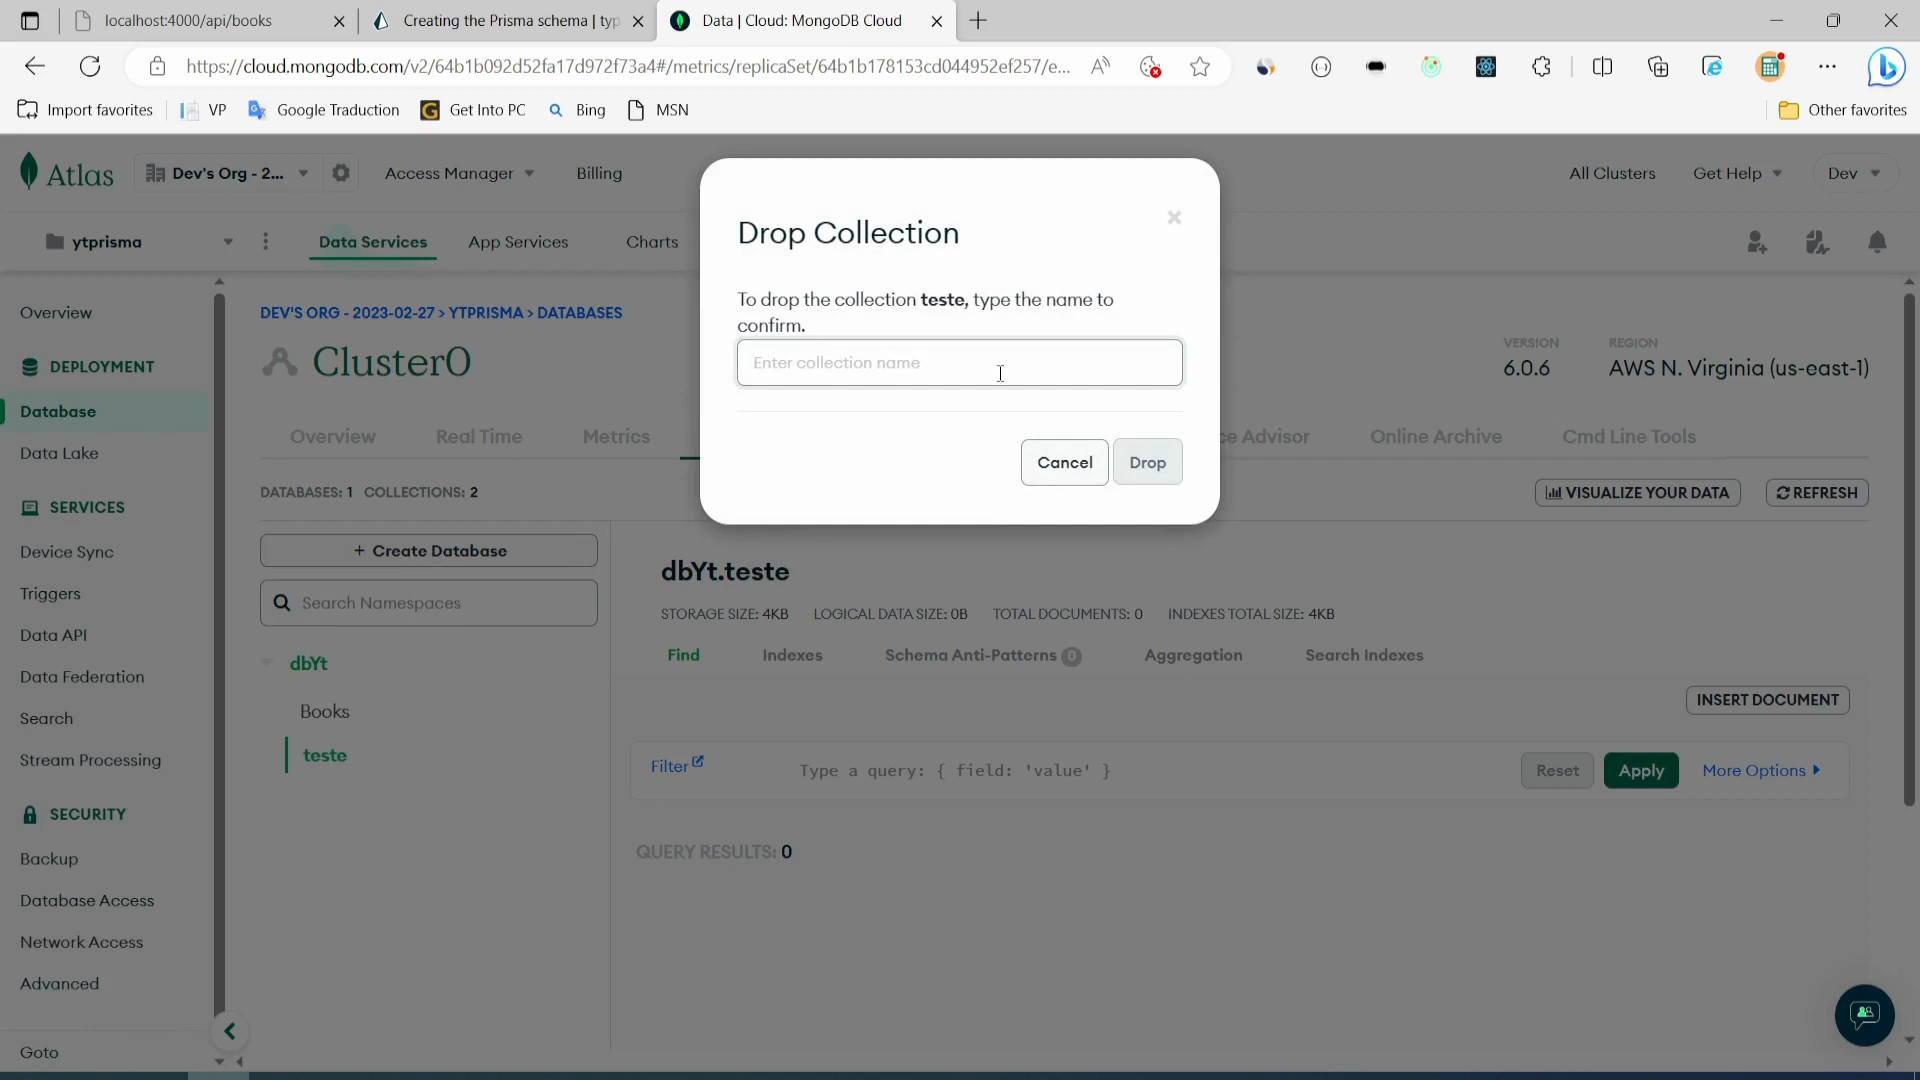 localhost:4000/api/books
Creating the Prisma schema | typ
Data | Cloud: MongoDB Cloud
https://cloud.mongodb.com/v2/64b1b092d52fa17d972f73a4#/metrics/replicaSet/64b1b178153cd044952ef257/e...
Import favorites
VP
Google Traduction
Get Into PC
Bing
MSN
Other favorites
Atlas
Dev's Org - 2...
Access Manager
Billing
All Clusters
Get Help
Dev
ytprisma
Data Services
App Services
Charts
Overview
DEPLOYMENT
Database
Data Lake
SERVICES
Device Sync
Triggers
Data API
Data Federation
Search
Stream Processing
SECURITY
Backup
Database Access
Network Access
Advanced
Goto
DEV'S ORG - 2023-02-27 > YTPRISMA > DATABASES
Cluster0
VERSION
6.0.6
REGION
AWS N. Virginia (us-east-1)
Overview
Real Time
Metrics
ce Advisor
Online Archive
Cmd Line Tools
DATABASES: 1 COLLECTIONS: 2
VISUALIZE YOUR DATA
REFRESH
+ Create Database
Search Namespaces
dbYt
Books
teste
Drop Collection
To drop the collection teste, type the name to
confirm.
Enter collection name
Cancel
Drop
dbYt.teste
STORAGE SIZE: 4KB LOGICAL DATA SIZE: 0B TOTAL DOCUMENTS: 0 INDEXES TOTAL SIZE: 4KB
Find
Indexes
Schema Anti-Patterns 0
Aggregation
Search Indexes
INSERT DOCUMENT
Filter
Type a query: { field: 'value' }
Reset
Apply
More Options
QUERY RESULTS: 0